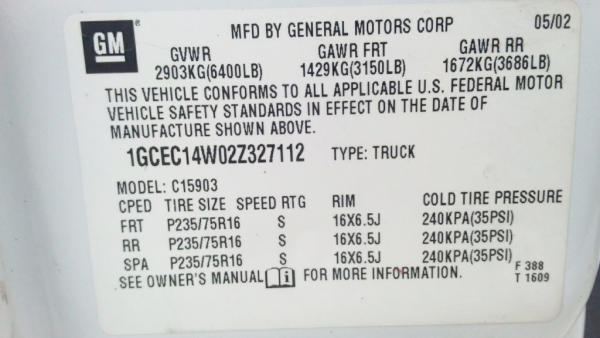 GM
MFD BY GENERAL MOTORS CORP 05/02
GVWR GAWR FRT GAWR RR
2903KG(6400LB) 1429KG(3150LB) 1672KG(3686LB)
THIS VEHICLE CONFORMS TO ALL APPLICABLE U.S. FEDERAL MOTOR
VEHICLE SAFETY STANDARDS IN EFFECT ON THE DATE OF
MANUFACTURE SHOWN ABOVE.
1GCEC14W02Z327112 TYPE: TRUCK
MODEL: C15903
CPED TIRE SIZE SPEED RTG RIM COLD TIRE PRESSURE
FRT P235/75R16 S 16X6.5J 240KPA(35PSI)
RR P235/75R16 S 16X6.5J 240KPA(35PSI)
SPA P235/75R16 S 16X6.5J 240KPA(35PSI)
SEE OWNER'S MANUAL i FOR MORE INFORMATION. F 388
T 1609